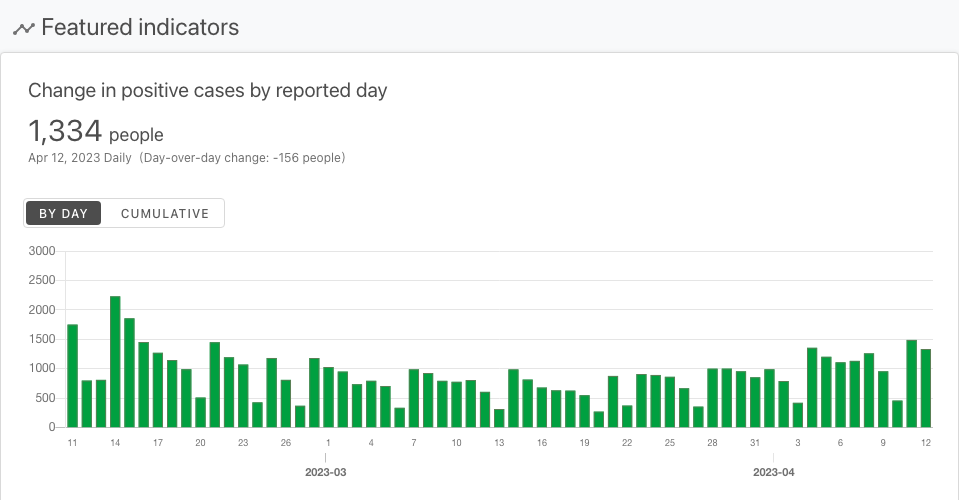 Featured indicators
Change in positive cases by reported day
1,334 people
Apr 12, 2023 Daily (Day-over-day change: -156 people)
BY DAY CUMULATIVE
3000
2500
2000
1500
1000
500
0
11 14 17 20 23 26 1 4 7 10 13 16 19 22 25 28 31 3 6 9 12
2023-03 2023-04